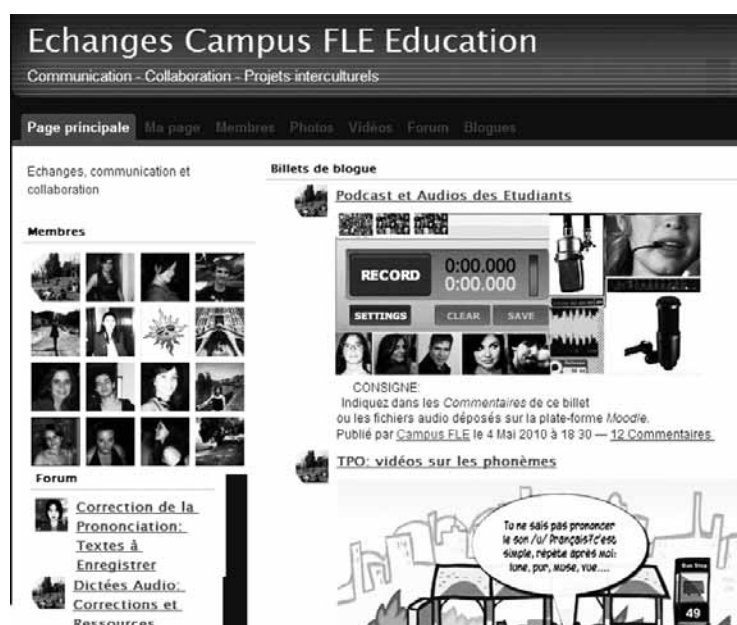 Echanges Campus FLE Education
Communication - Collaboration - Projets interculturels
Page principale Ma page Membres Photos Vidéos Forum Blogues
Echanges, communication et
collaboration
Membres
Forum
Correction de la
Prononciation:
Textes à
Enregistrer
Dictées Audio:
Corrections et
Ressources
Billets de blogue
Podcast et Audios des Etudiants
RECORD
0:00.000
0:00.000
SETTINGS
CLEAR
SAVE
CONSIGNE:
Indiquez dans les Commentaires de ce billet
ou les fichiers audio déposés sur la plate-forme Moodle.
Publié par Campus FLE le 4 Mai 2010 à 18 30 — 12 Commentaires
TPO: vidéos sur les phonèmes
Tu ne sais pas prononcer
le son /u/ Français?c'est
simple, répète après moi:
lune, pur, muse, vue....
Bus Stop
49